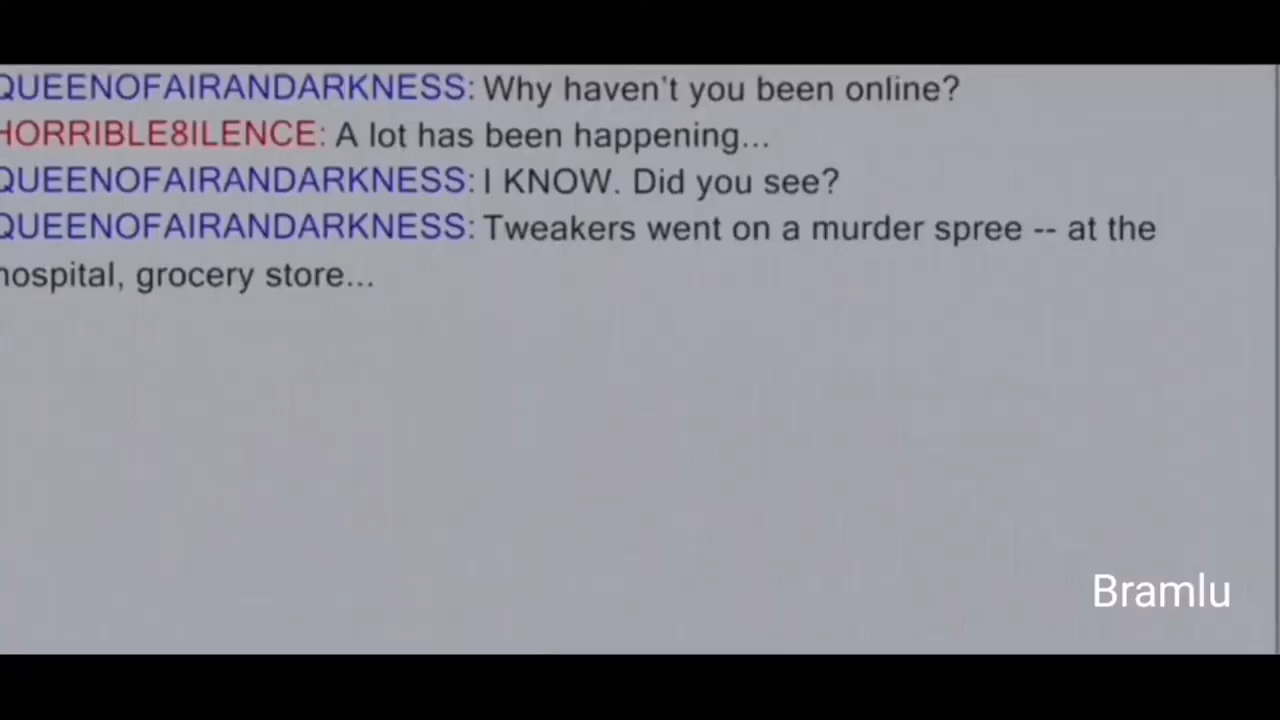 QUEENOFAIRANDARKNESS: Why haven't you been online?
HORRIBLE8ILENCE: A lot has been happening...
QUEENOFAIRANDARKNESS: I KNOW. Did you see?
QUEENOFAIRANDARKNESS: Tweakers went on a murder spree -- at the
hospital, grocery store...
Bramlu